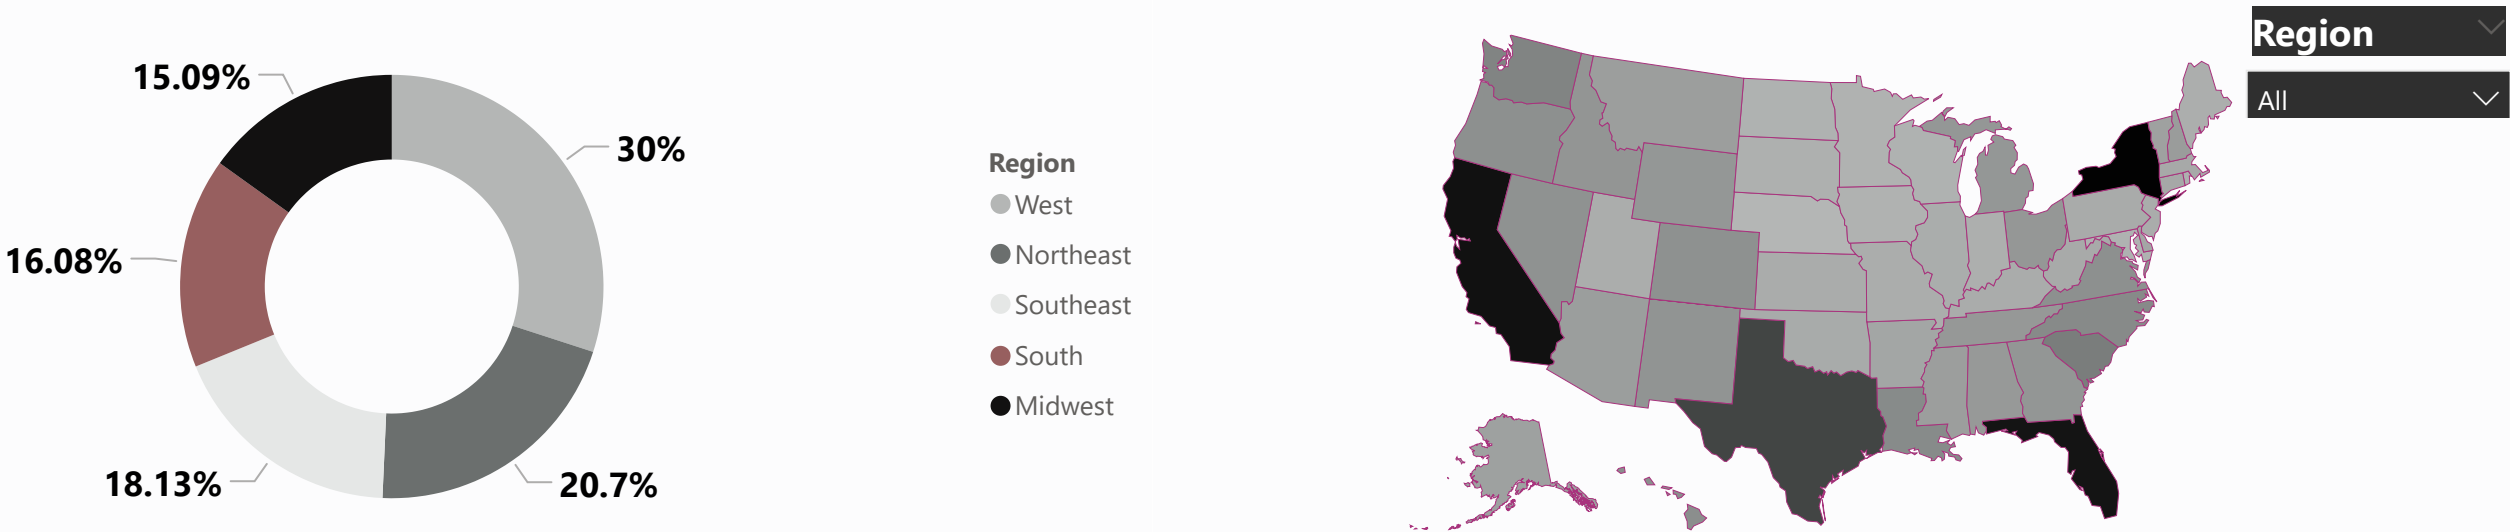 15.09%
30%
16.08%
18.13%
20.7%
Region
West
Northeast
Southeast
South
Midwest
Region
All